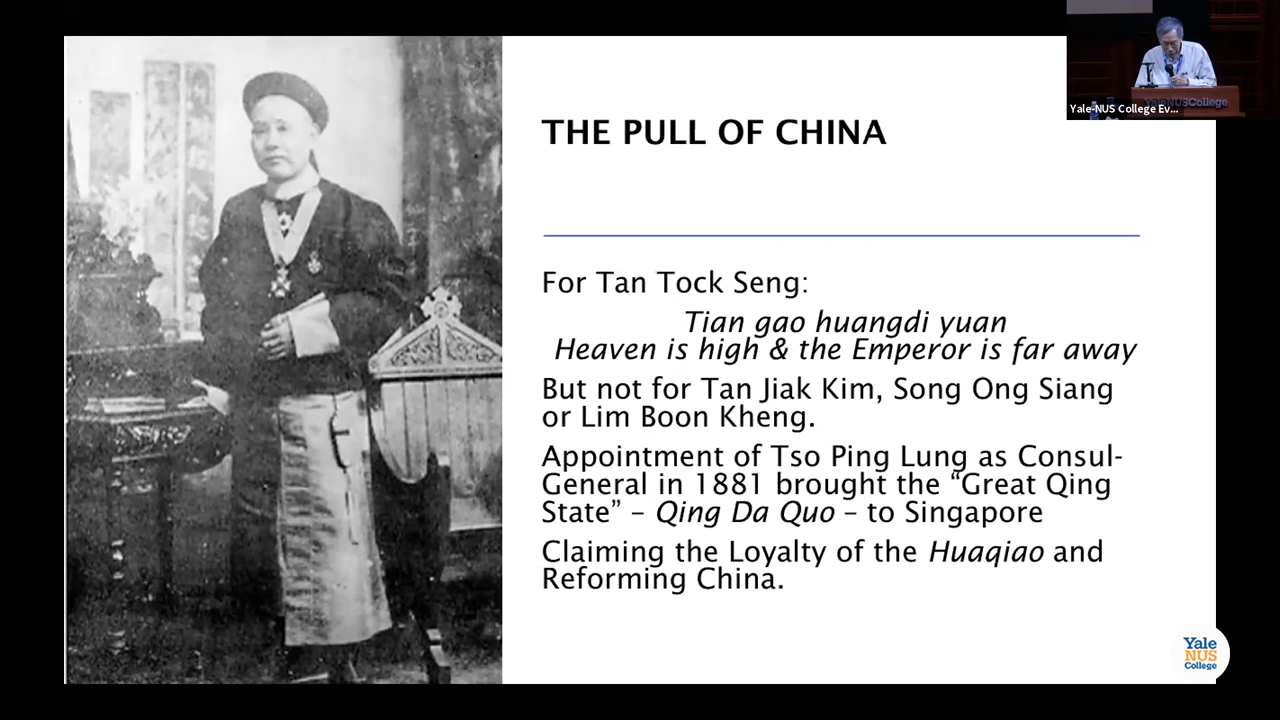 THE PULL OF CHINA
For Tan Tock Seng:
Tian gao huangdi yuan
Heaven is high & the Emperor is far away
But not for Tan Jiak Kim, Song Ong Siang
or Lim Boon Kheng.
Appointment of Tso Ping Lung as Consul-
General in 1881 brought the “Great Qing
State” – Qing Da Quo – to Singapore
Claiming the Loyalty of the Huaqiao and
Reforming China.
Yale-NUS College Ev...
Yale-NUS College
Yale
NUS
College